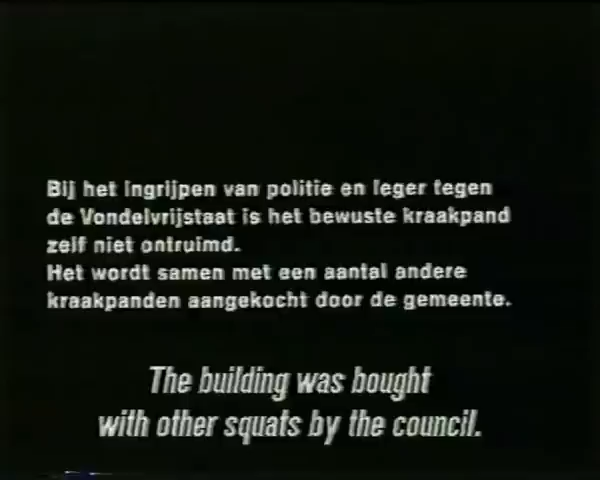 Bij het ingrijpen van politie en leger tegen
de Vondelvrijstaat is het bewuste kraakpand
zelf niet ontruimd.
Het wordt samen met een aantal andere
kraakpanden aangekocht door de gemeente.
The building was bought
with other squats by the council.